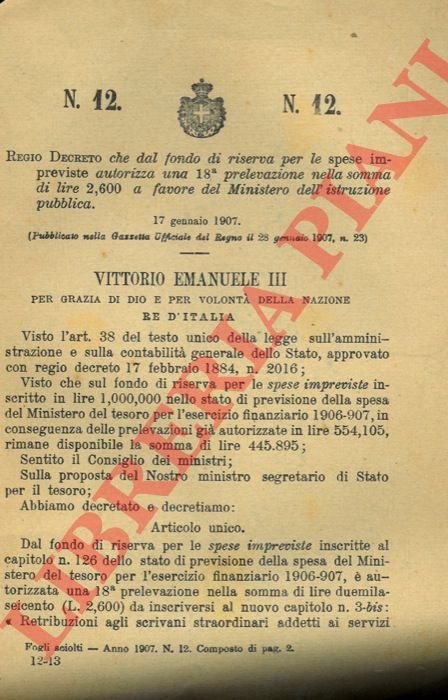 N. 12.
N. 12.
REGIO DECRETO che dal fondo di riserva per le spese im-
previste autorizza una 18ª prelevazione nella somma
di lire 2,600 a favore del Ministero dell'istruzione
pubblica.
17 gennaio 1907.
(Pubblicato nella Gazzetta Ufficiale del Regno il 28 gennaio 1907, n. 23)
VITTORIO EMANUELE III
PER GRAZIA DI DIO E PER VOLONTÀ DELLA NAZIONE
RE D'ITALIA
Visto l'art. 38 del testo unico della legge sull'ammini-
strazione e sulla contabilità generale dello Stato, approvato
con regio decreto 17 febbraio 1884, n. 2016;
Visto che sul fondo di riserva per le spese impreviste in-
scritto in lire 1,000,000 nello stato di previsione della spesa
del Ministero del tesoro per l'esercizio finanziario 1906-907, in
conseguenza delle prelevazioni già autorizzate in lire 554,105,
rimane disponibile la somma di lire 445.895;
Sentito il Consiglio dei ministri;
Sulla proposta del Nostro ministro segretario di Stato
per il tesoro;
Abbiamo decretato e decretiamo:
Articolo unico.
Dal fondo di riserva per le spese impreviste inscritte al
capitolo n. 126 dello stato di previsione della spesa del Mini-
stero del tesoro per l'esercizio finanziario 1906-907, è au-
torizzata una 18ª prelevazione nella somma di lire duemila-
seicento (L. 2,600) da inscriversi al nuovo capitolo n. 3-bis:
« Retribuzioni agli scrivani straordinari addetti ai servizi
Fogli sciolti — Anno 1907. N. 12. Composto di pag. 2.
12-13
LIBRERIA PIANI